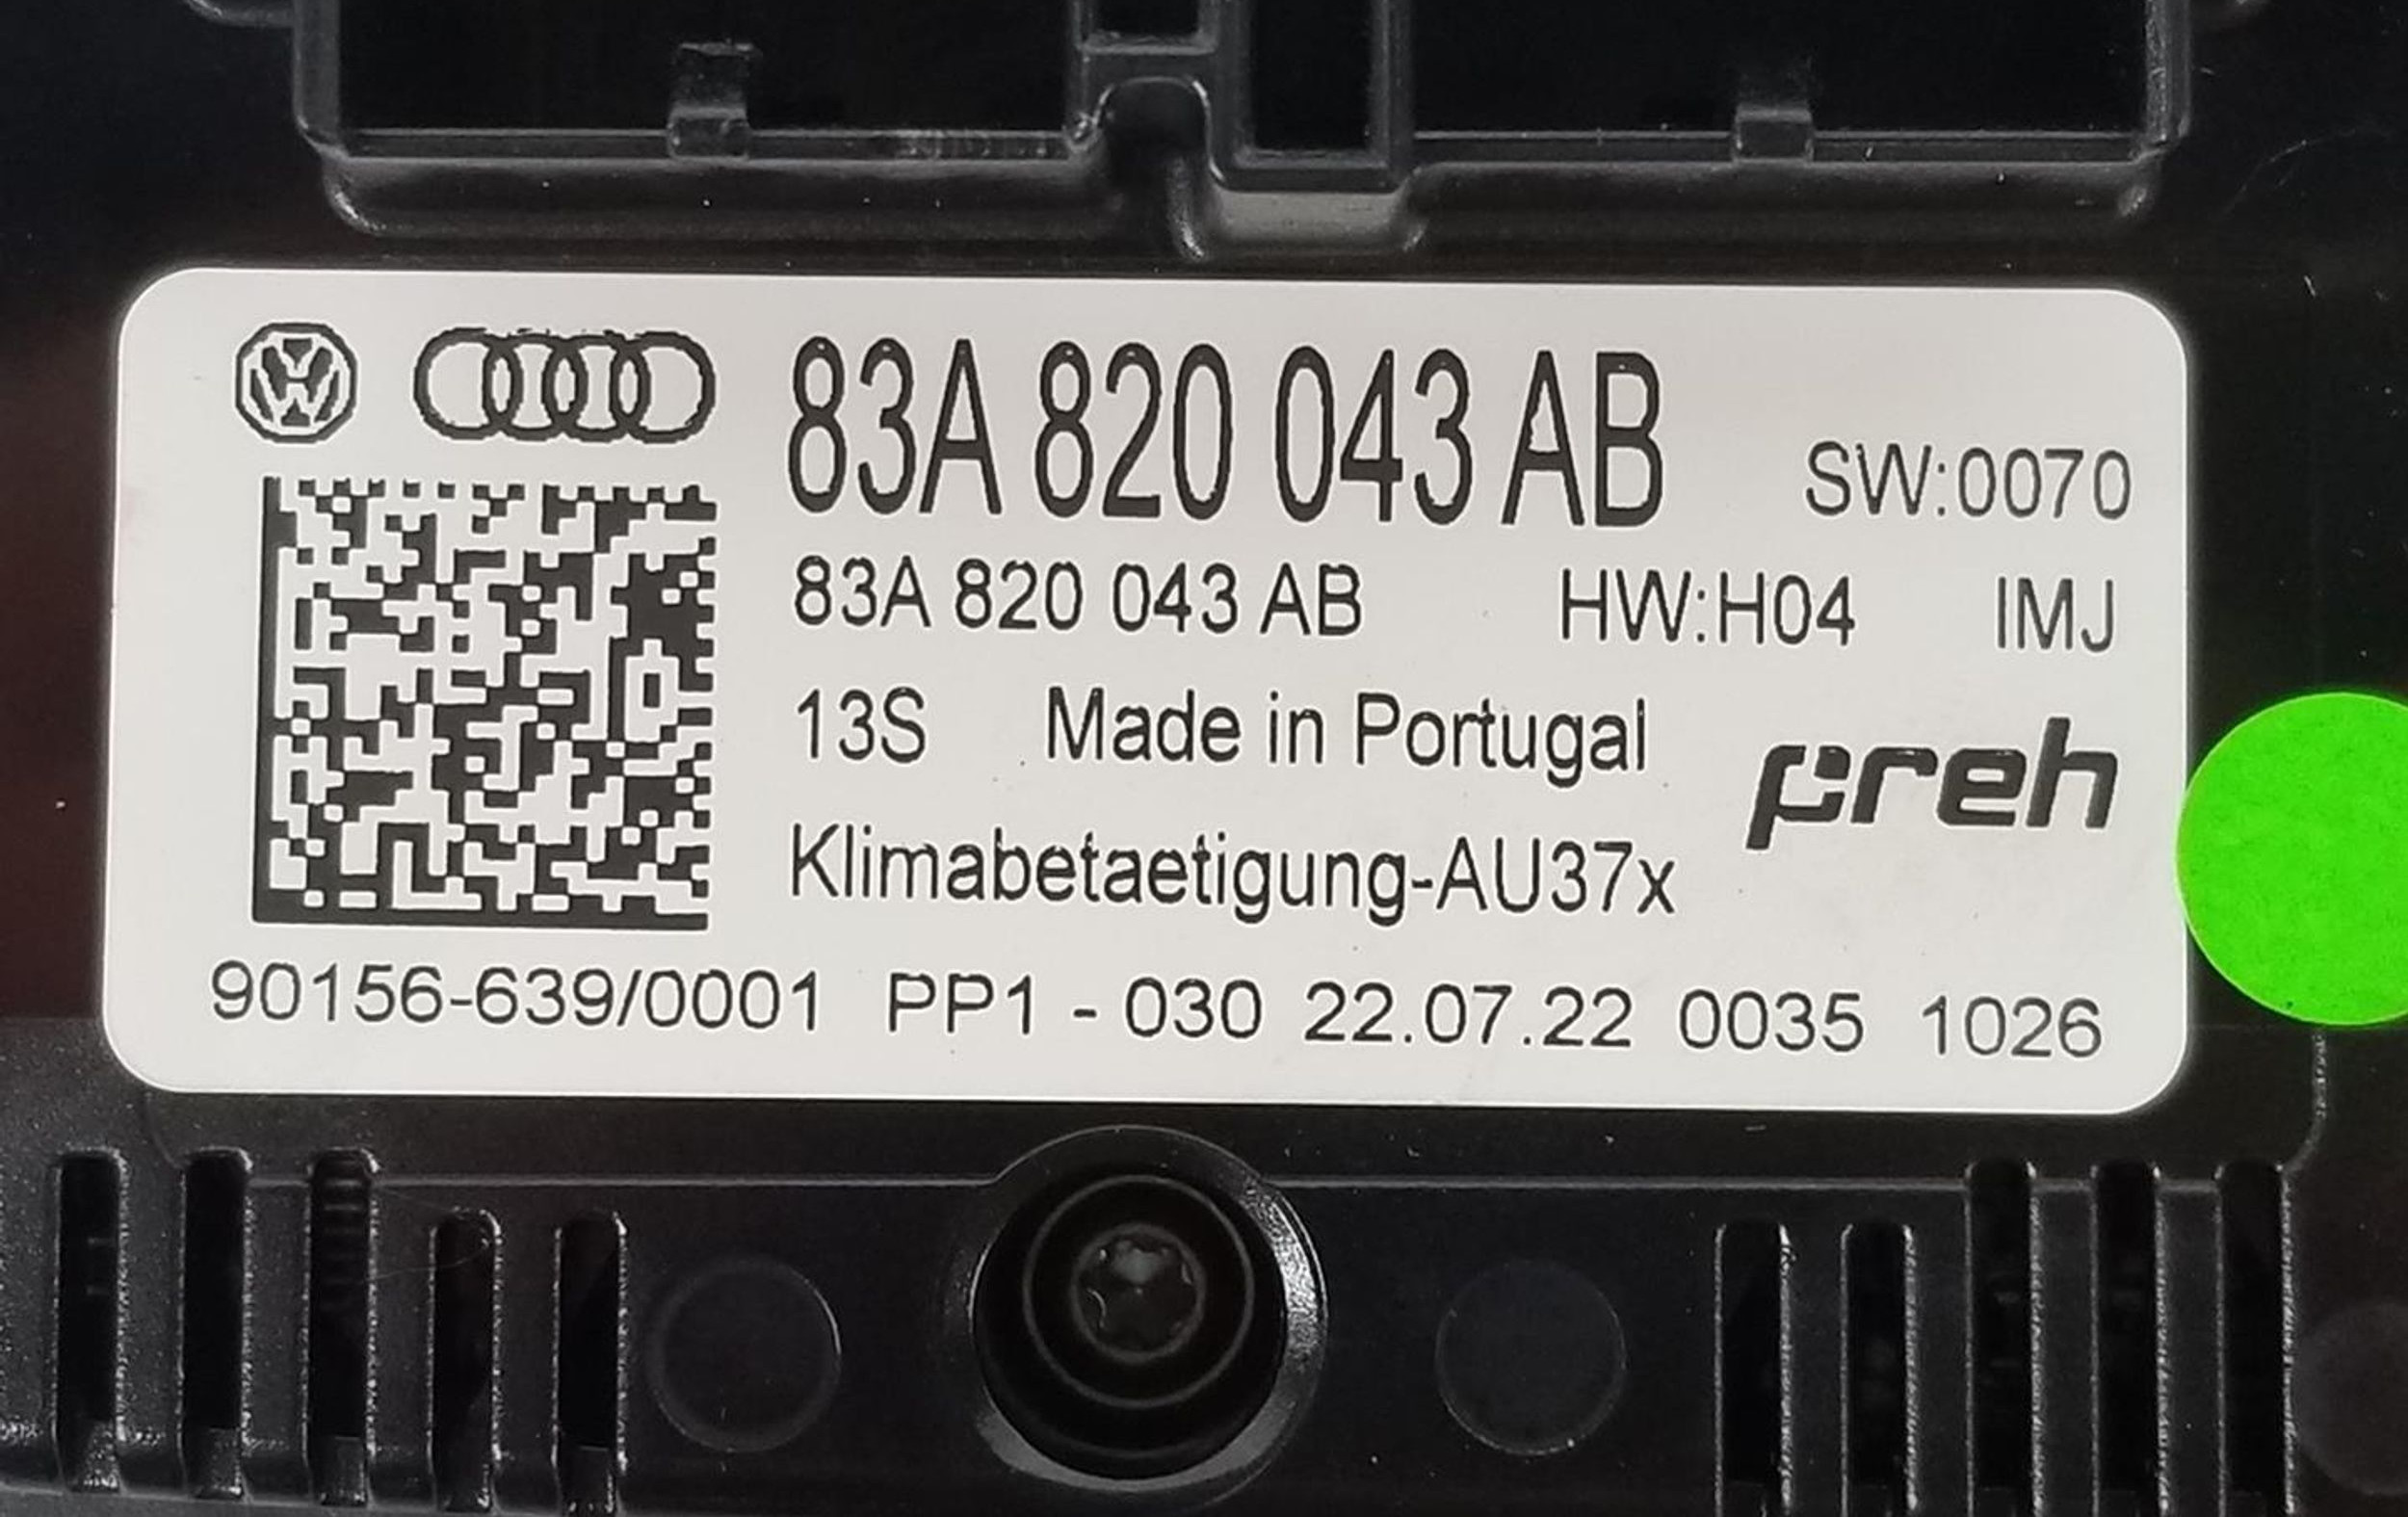 83A 820 043 AB SW:0070
83A 820 043 AB HW:H04 IMJ
13S Made in Portugal
preh
Klimabetaetigung-AU37x
90156-639/0001 PP1 - 030 22.07.22 0035 1026